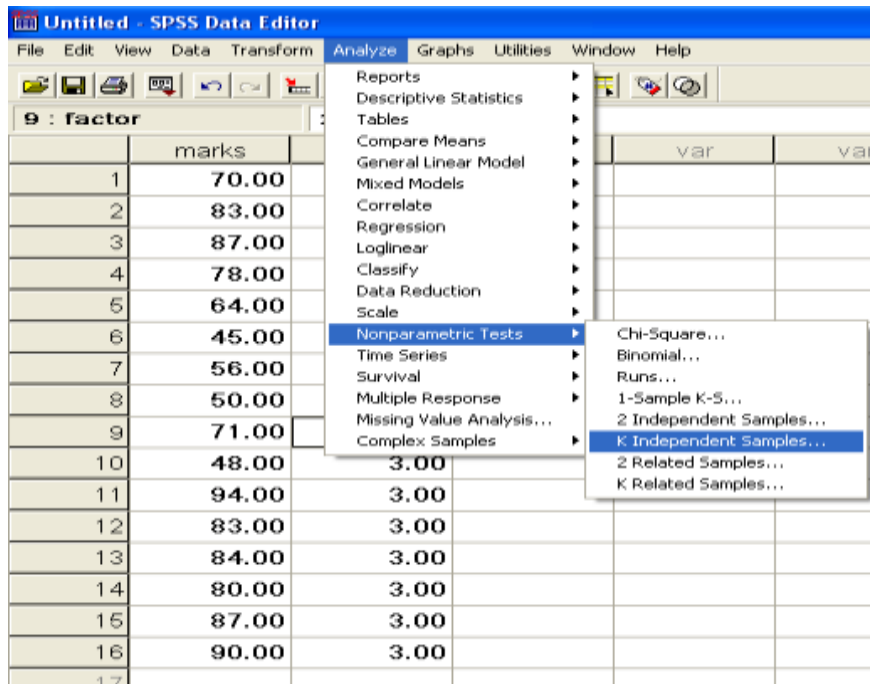 Untitled - SPSS Data Editor
File Edit View Data Transform Analyze Graphs Utilities Window Help
9 : factor
marks var
1 70.00
2 83.00
3 87.00
4 78.00
5 64.00
6 45.00
7 56.00
8 50.00
9 71.00
10 48.00 3.00
11 94.00 3.00
12 83.00 3.00
13 84.00 3.00
14 80.00 3.00
15 87.00 3.00
16 90.00 3.00
17
Reports
Descriptive Statistics
Tables
Compare Means
General Linear Model
Mixed Models
Correlate
Regression
Loglinear
Classify
Data Reduction
Scale
Nonparametric Tests
Time Series
Survival
Multiple Response
Missing Value Analysis...
Complex Samples
Chi-Square...
Binomial...
Runs...
1-Sample K-S...
2 Independent Samples...
K Independent Samples...
2 Related Samples...
K Related Samples...